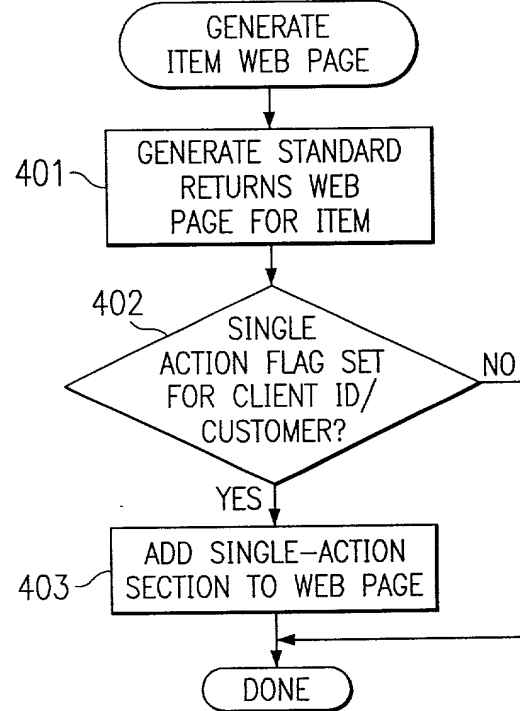 GENERATE
ITEM WEB PAGE
401
GENERATE STANDARD
RETURNS WEB
PAGE FOR ITEM
402
SINGLE
ACTION FLAG SET
FOR CLIENT ID/
CUSTOMER?
NO
YES
403
ADD SINGLE-ACTION
SECTION TO WEB PAGE
DONE